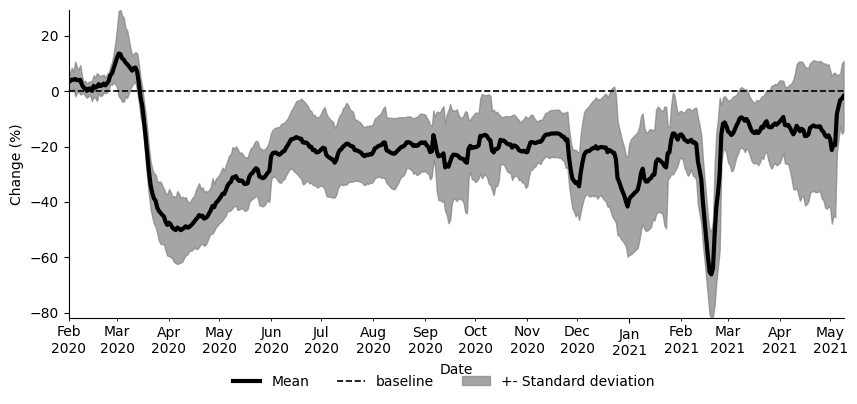 Change (%)
20
0
−20
−40
−60
−80
Feb Mar Apr May Jun Jul Aug Sep Oct Nov Dec Jan Feb Mar Apr May
2020 2020 2020 2020 2020 2020 2020 2020 2020 2020 2020 2021 2021 2021 2021 2021
Date
Mean baseline +- Standard deviation